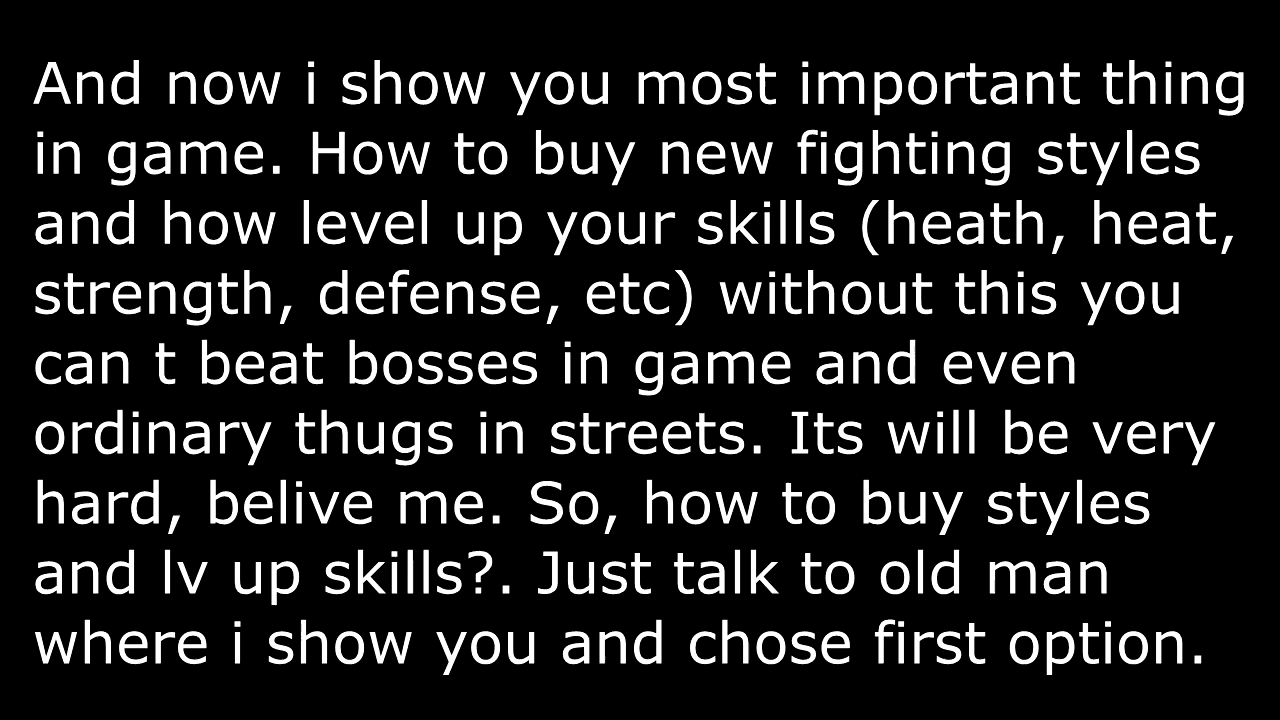 And now i show you most important thing
in game. How to buy new fighting styles
and how level up your skills (heath, heat,
strength, defense, etc) without this you
can t beat bosses in game and even
ordinary thugs in streets. Its will be very
hard, belive me. So, how to buy styles
and lv up skills?. Just talk to old man
where i show you and chose first option.